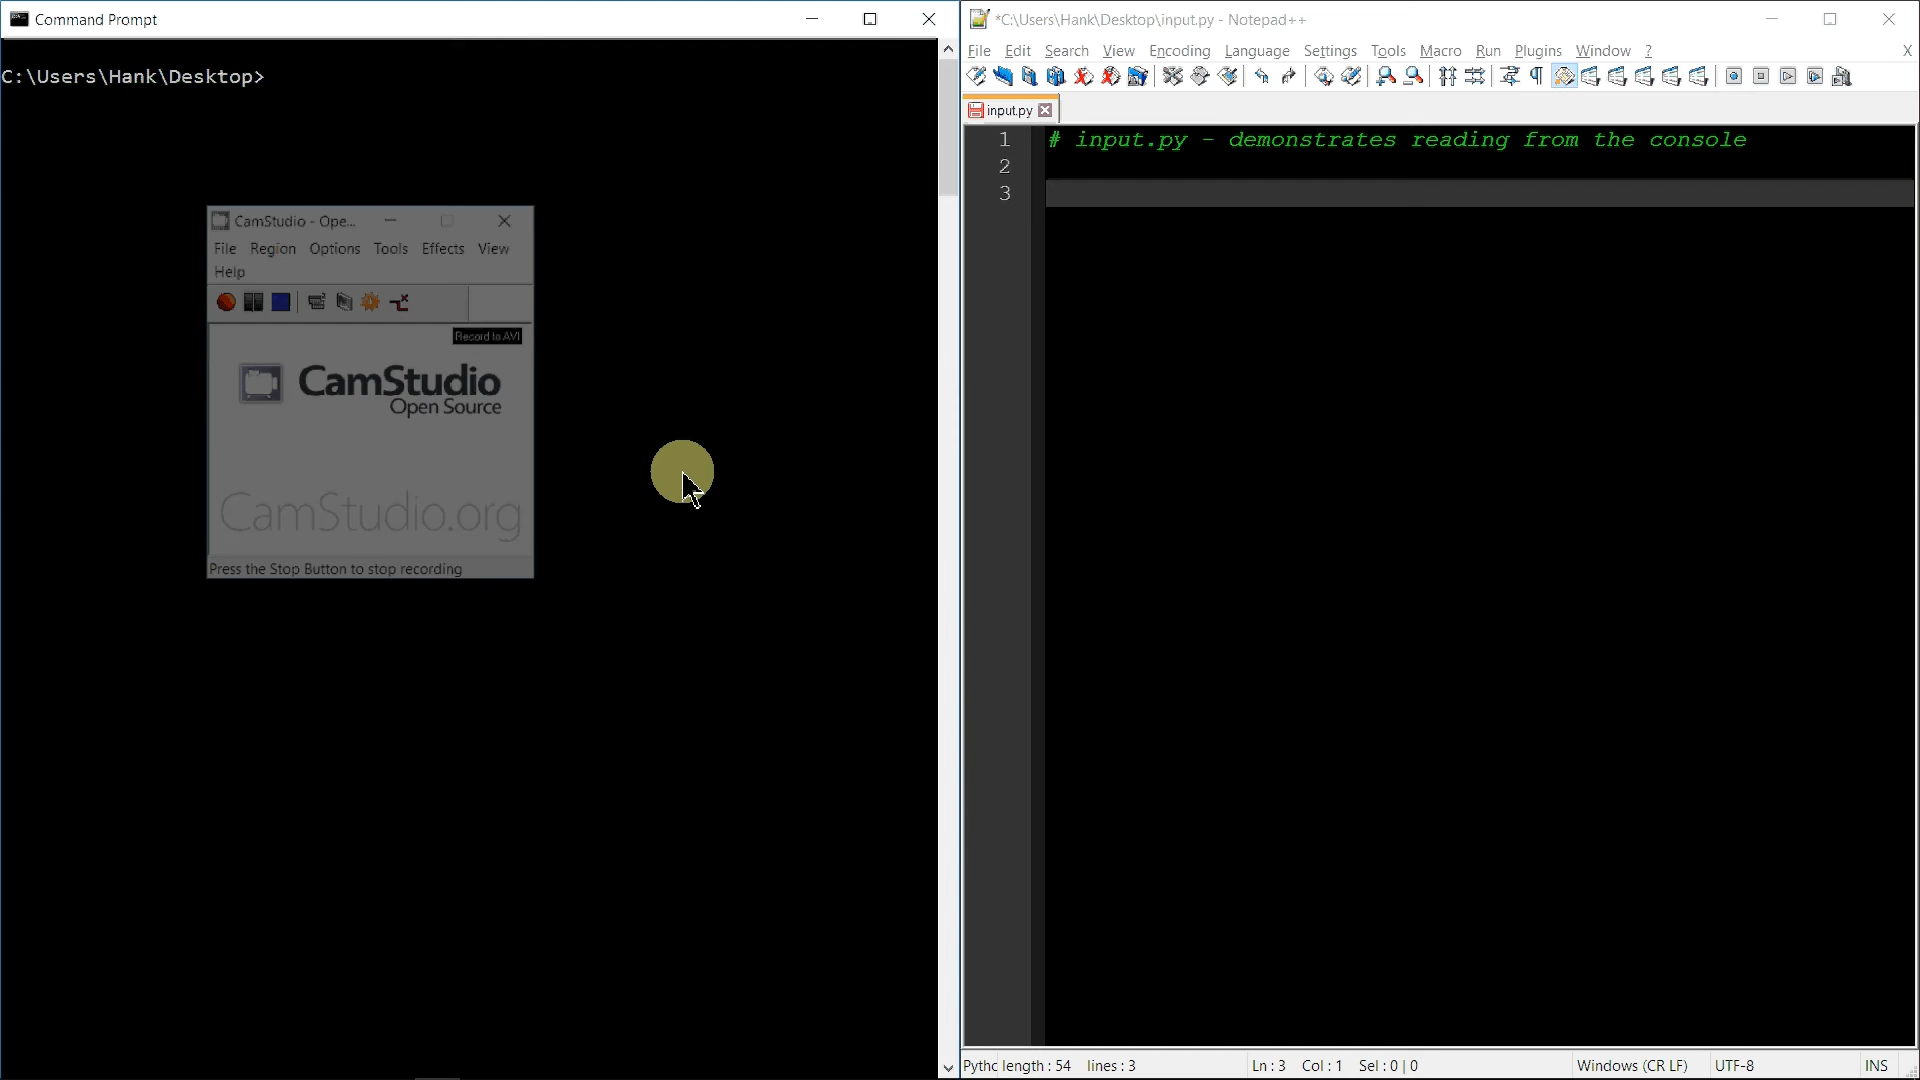 Command Prompt
C:\Users\Hank\Desktop>
CamStudio - Ope...
File Region Options Tools Effects View
Help
Record to AVI
CamStudio
Open Source
CamStudio.org
Press the Stop Button to stop recording
*C:\Users\Hank\Desktop\input.py - Notepad++
File Edit Search View Encoding Language Settings Tools Macro Run Plugins Window ? X
input.py
1 # input.py - demonstrates reading from the console
2
3
Pythc length : 54 lines : 3 Ln : 3 Col : 1 Sel : 0 | 0 Windows (CR LF) UTF-8 INS